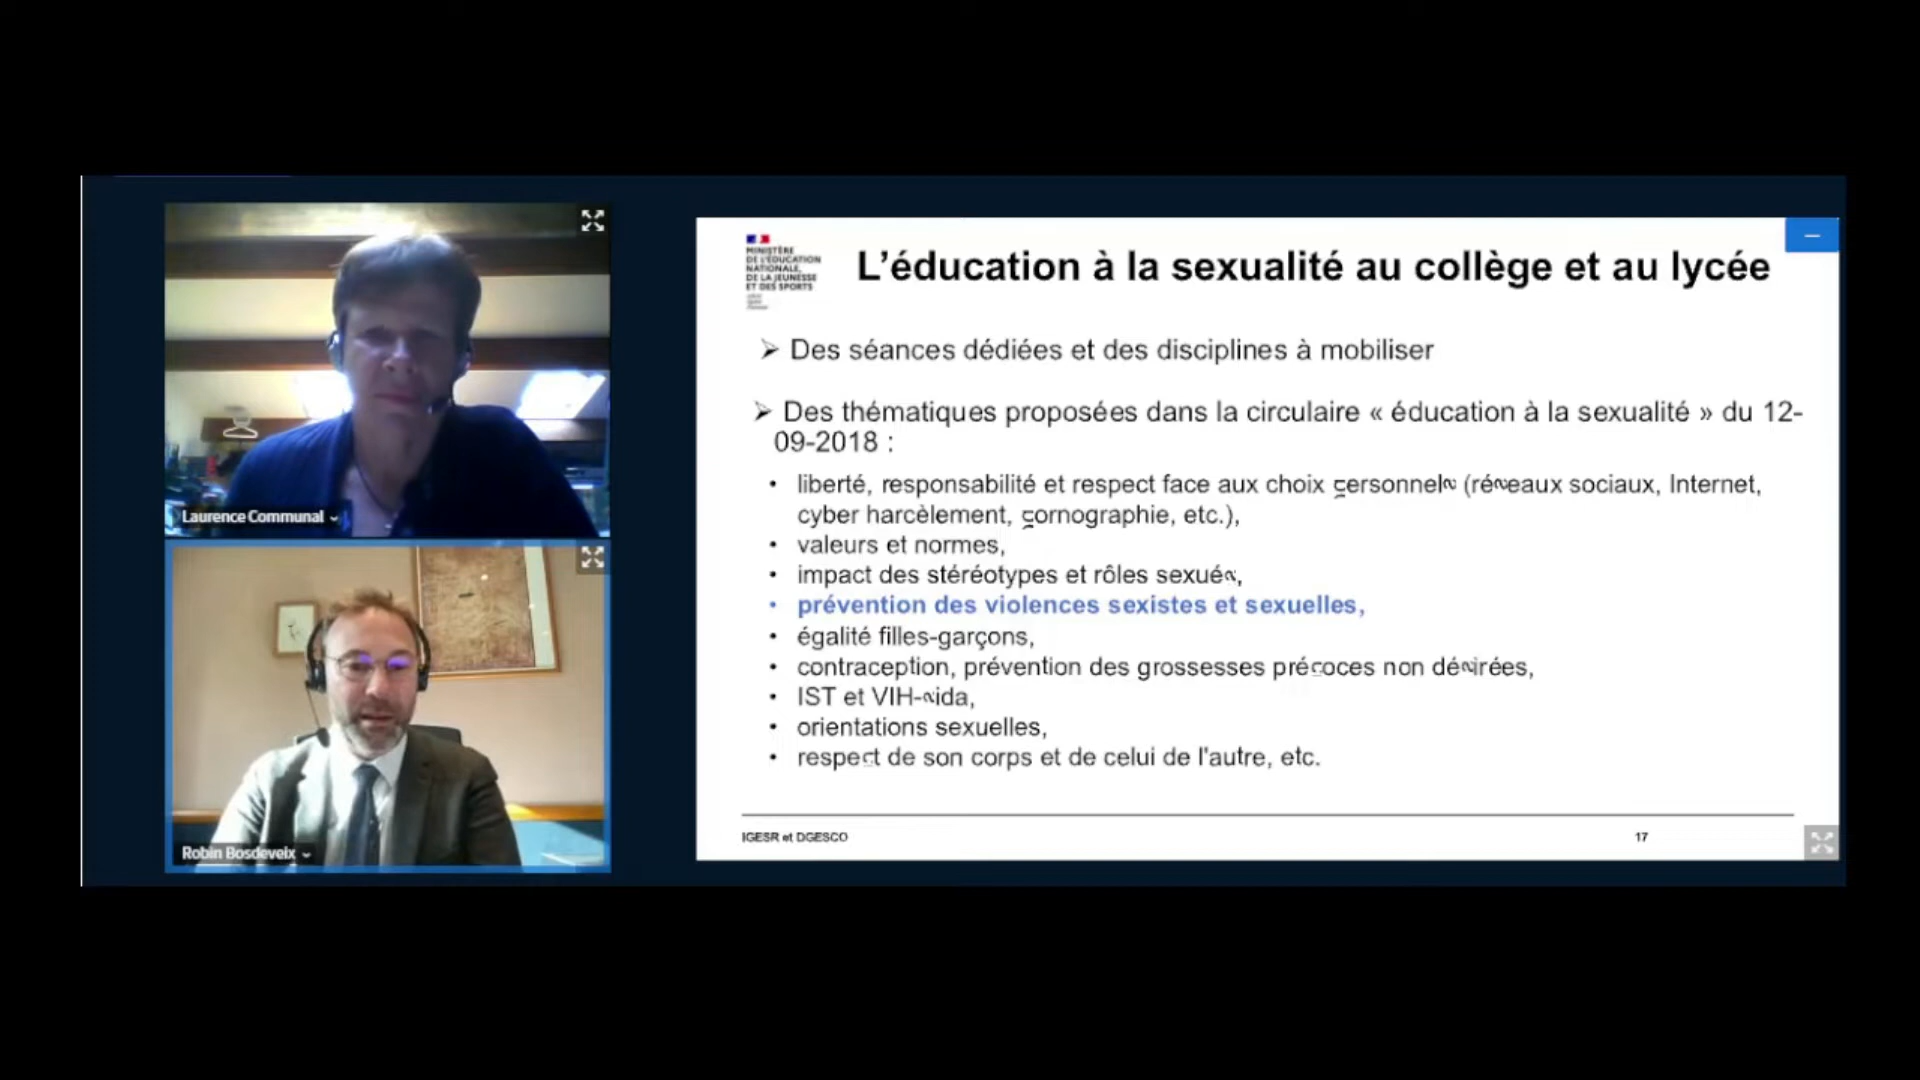 Laurence Communal
Robin Bosdeveix
MINISTÈRE
DE L'ÉDUCATION
NATIONALE,
DE LA JEUNESSE
ET DES SPORTS
L'éducation à la sexualité au collège et au lycée
Des séances dédiées et des disciplines à mobiliser
Des thématiques proposées dans la circulaire « éducation à la sexualité » du 12-
09-2018 :
• liberté, responsabilité et respect face aux choix personnels (réseaux sociaux, Internet,
cyber harcèlement, pornographie, etc.),
• valeurs et normes,
• impact des stéréotypes et rôles sexués,
• prévention des violences sexistes et sexuelles,
• égalité filles-garçons,
• contraception, prévention des grossesses précoces non désirées,
• IST et VIH-sida,
• orientations sexuelles,
• respect de son corps et de celui de l'autre, etc.
IGESR et DGESCO
17